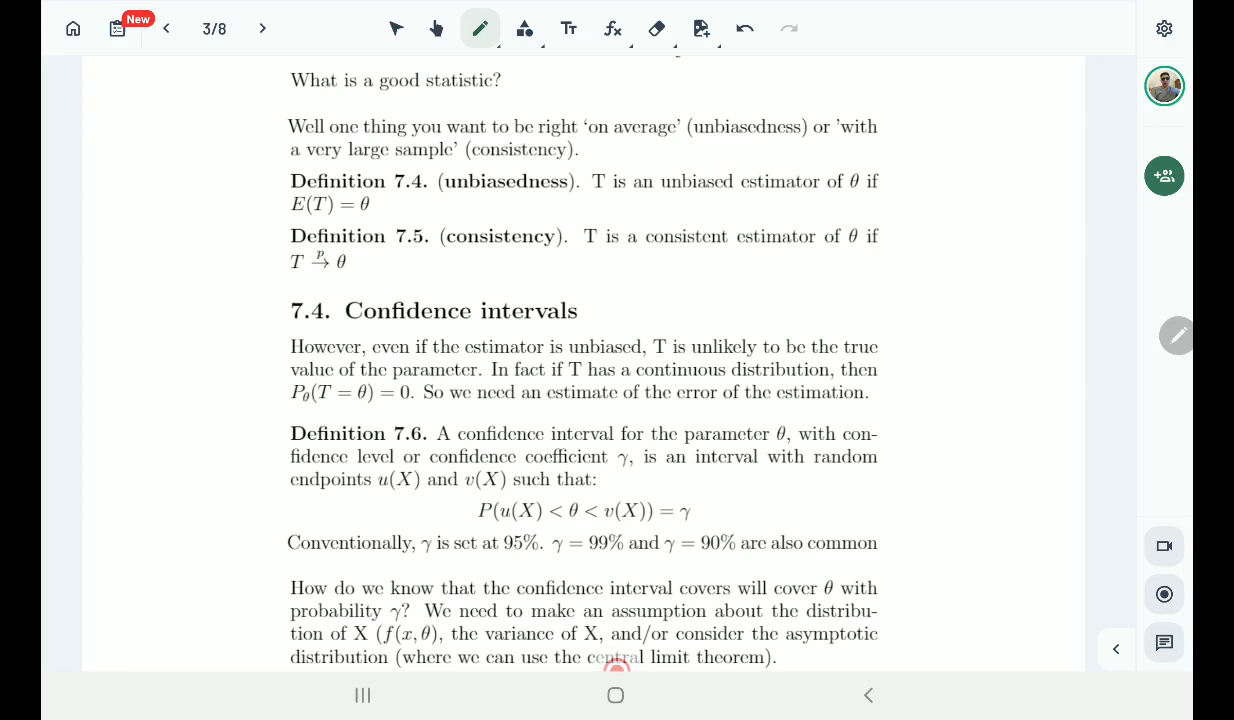 New
3/8
What is a good statistic?
Well one thing you want to be right ‘on average’ (unbiasedness) or ’with
a very large sample’ (consistency).
Definition 7.4. (unbiasedness). T is an unbiased estimator of θ if
E(T) = θ
Definition 7.5. (consistency). T is a consistent estimator of θ if
T →ᵖ θ
7.4. Confidence intervals
However, even if the estimator is unbiased, T is unlikely to be the true
value of the parameter. In fact if T has a continuous distribution, then
P_θ(T = θ) = 0. So we need an estimate of the error of the estimation.
Definition 7.6. A confidence interval for the parameter θ, with con-
fidence level or confidence coefficient γ, is an interval with random
endpoints u(X) and v(X) such that:
P(u(X) < θ < v(X)) = γ
Conventionally, γ is set at 95%. γ = 99% and γ = 90% are also common
How do we know that the confidence interval covers will cover θ with
probability γ? We need to make an assumption about the distribu-
tion of X (f(x, θ), the variance of X, and/or consider the asymptotic
distribution (where we can use the central limit theorem).